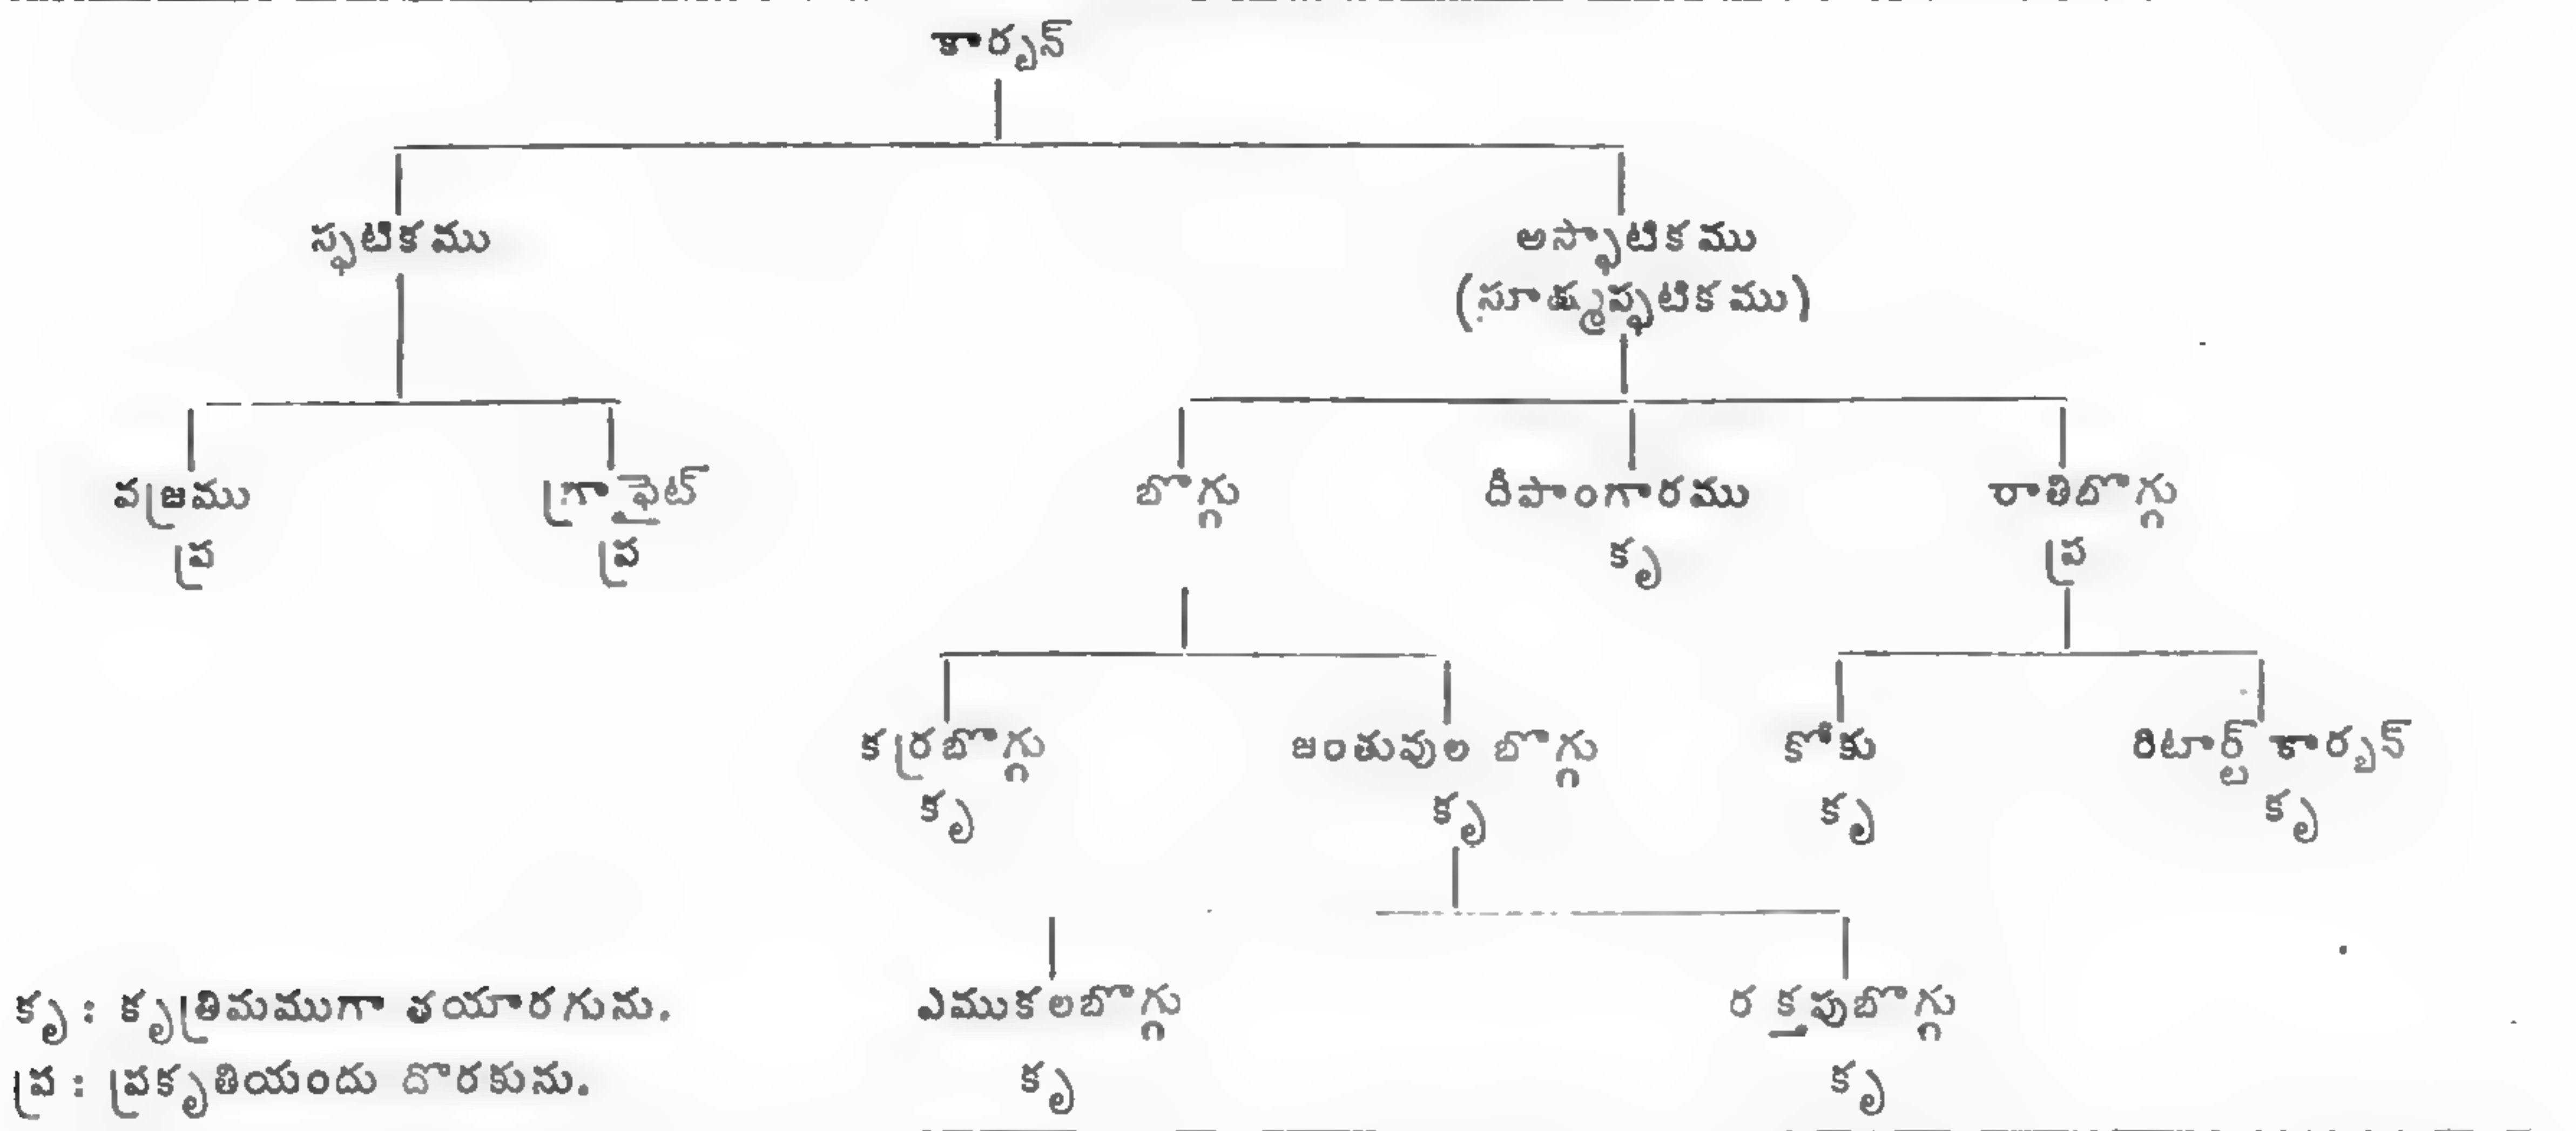 కార్బన్
స్ఫటికము
అస్ఫాటికము
(సూక్ష్మస్ఫటికము)
వజ్రము
గ్రాఫైట్
బొగ్గు
దీపాంగారము
రాతిబొగ్గు
ప్ర
ప్ర
కృ
ప్ర
కర్రబొగ్గు
జంతువుల బొగ్గు
కోకు
రిటార్ట్ కార్బన్
కృ
కృ
కృ
కృ
ఎముకలబొగ్గు
రక్తపుబొగ్గు
కృ
కృ
కృ : కృత్రిమముగా తయారగును.
ప్ర : ప్రకృతియందు దొరకును.